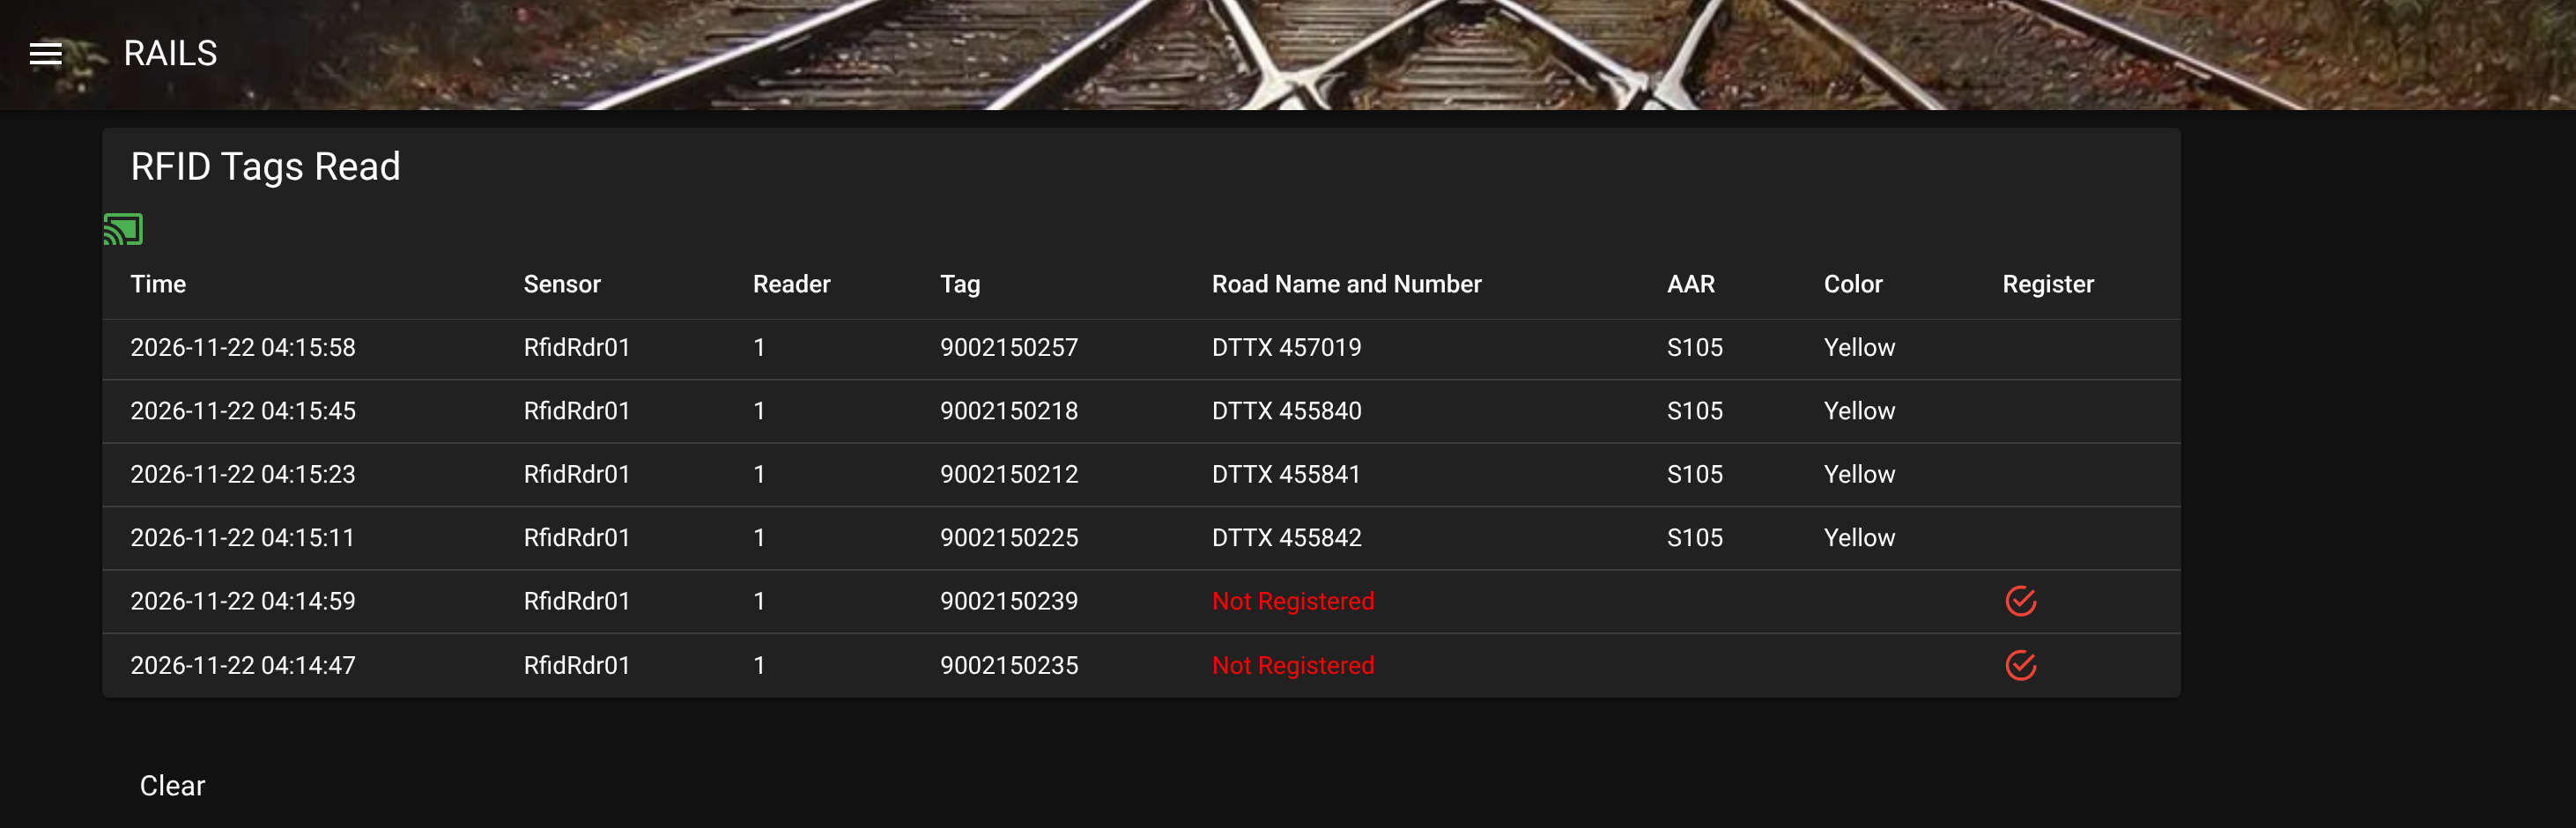 RAILS
RFID Tags Read
Time Sensor Reader Tag Road Name and Number AAR Color Register
2026-11-22 04:15:58 RfidRdr01 1 9002150257 DTTX 457019 S105 Yellow
2026-11-22 04:15:45 RfidRdr01 1 9002150218 DTTX 455840 S105 Yellow
2026-11-22 04:15:23 RfidRdr01 1 9002150212 DTTX 455841 S105 Yellow
2026-11-22 04:15:11 RfidRdr01 1 9002150225 DTTX 455842 S105 Yellow
2026-11-22 04:14:59 RfidRdr01 1 9002150239 Not Registered
2026-11-22 04:14:47 RfidRdr01 1 9002150235 Not Registered
Clear